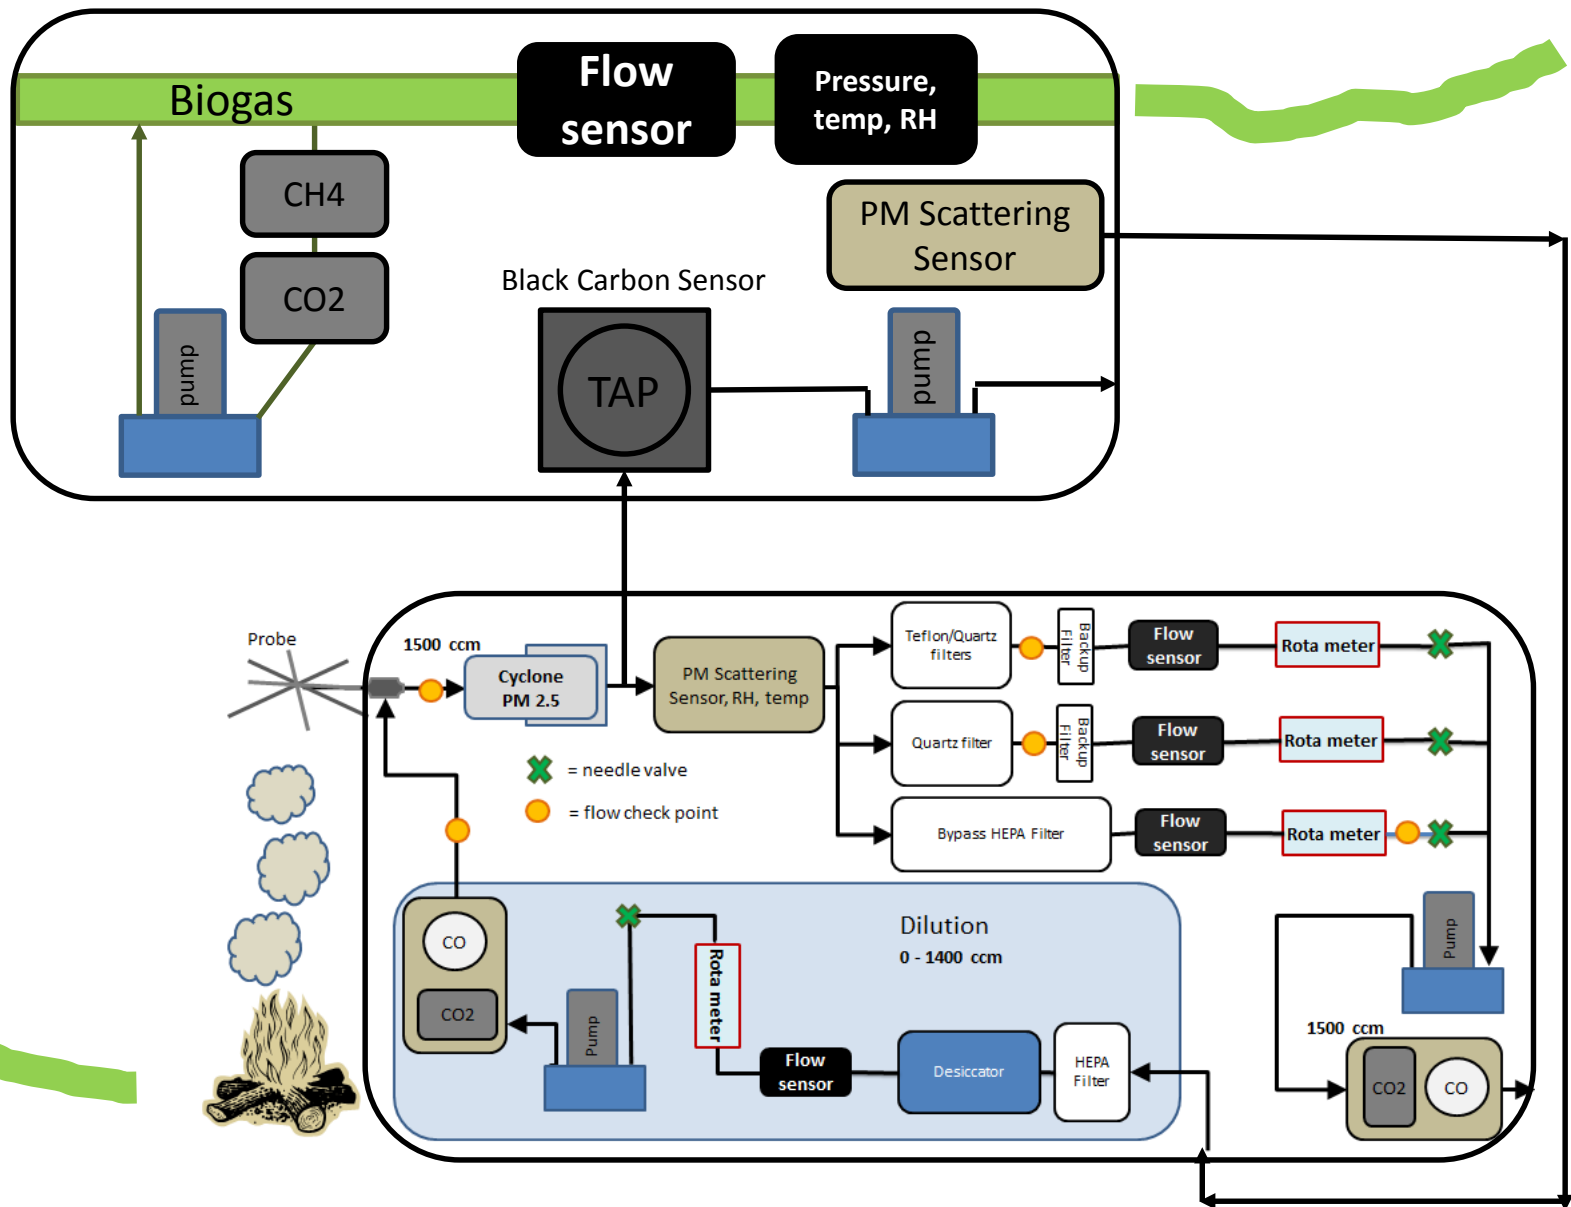 Biogas
Flow
sensor
Pressure,
temp, RH
CH4
CO2
pump
Black Carbon Sensor
TAP
PM Scattering
Sensor
pump
Probe
1500 ccm
Cyclone
PM 2.5
PM Scattering
Sensor, RH, temp
Teflon/Quartz
filters
Backup
Filter
Flow
sensor
Rota meter
Quartz filter
Backup
Filter
Flow
sensor
Rota meter
Bypass HEPA Filter
Flow
sensor
Rota meter
= needle valve
= flow check point
CO
CO2
Pump
Rota meter
Flow
sensor
Dilution
0 - 1400 ccm
Desiccator
HEPA
Filter
Pump
1500 ccm
CO2
CO